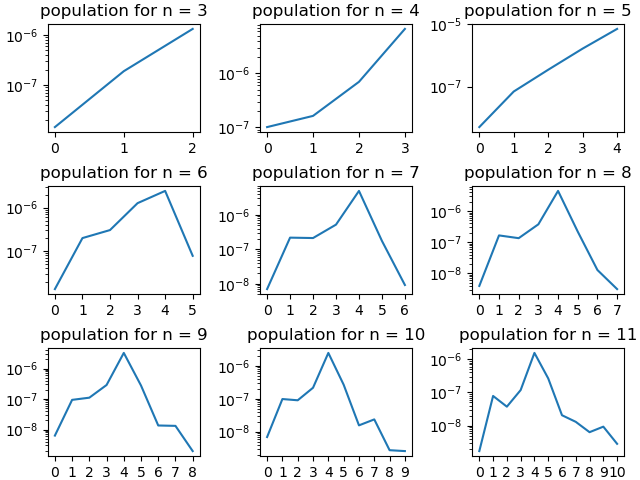 population for n = 3
population for n = 4
population for n = 5
10⁻⁶
10⁻⁷
0 1 2
10⁻⁶
10⁻⁷
0 1 2 3
10⁻⁵
10⁻⁷
0 1 2 3 4
population for n = 6
population for n = 7
population for n = 8
10⁻⁶
10⁻⁷
0 1 2 3 4 5
10⁻⁶
10⁻⁷
10⁻⁸
0 1 2 3 4 5 6
10⁻⁶
10⁻⁷
10⁻⁸
0 1 2 3 4 5 6 7
population for n = 9
population for n = 10
population for n = 11
10⁻⁶
10⁻⁷
10⁻⁸
0 1 2 3 4 5 6 7 8
10⁻⁶
10⁻⁷
10⁻⁸
0 1 2 3 4 5 6 7 8 9
10⁻⁶
10⁻⁷
10⁻⁸
0 1 2 3 4 5 6 7 8 9 10